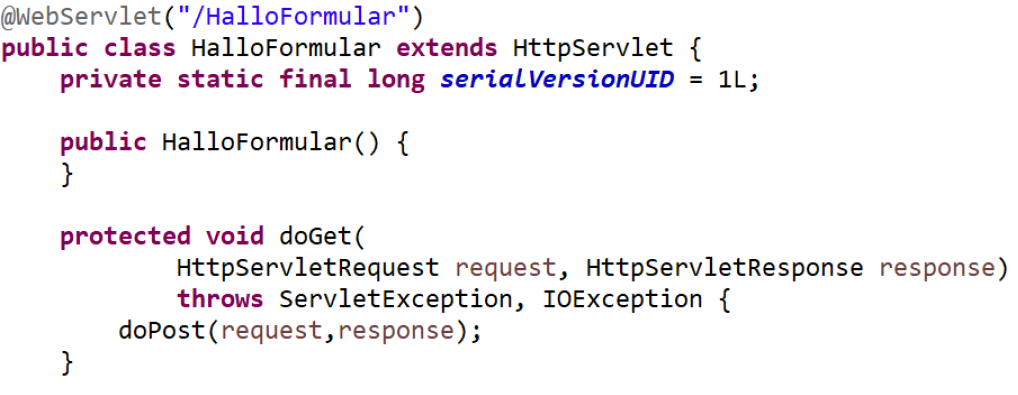 @WebServlet("/HalloFormular")
public class HalloFormular extends HttpServlet {
    private static final long serialVersionUID = 1L;

    public HalloFormular() {
    }

    protected void doGet(
            HttpServletRequest request, HttpServletResponse response)
            throws ServletException, IOException {
        doPost(request,response);
    }